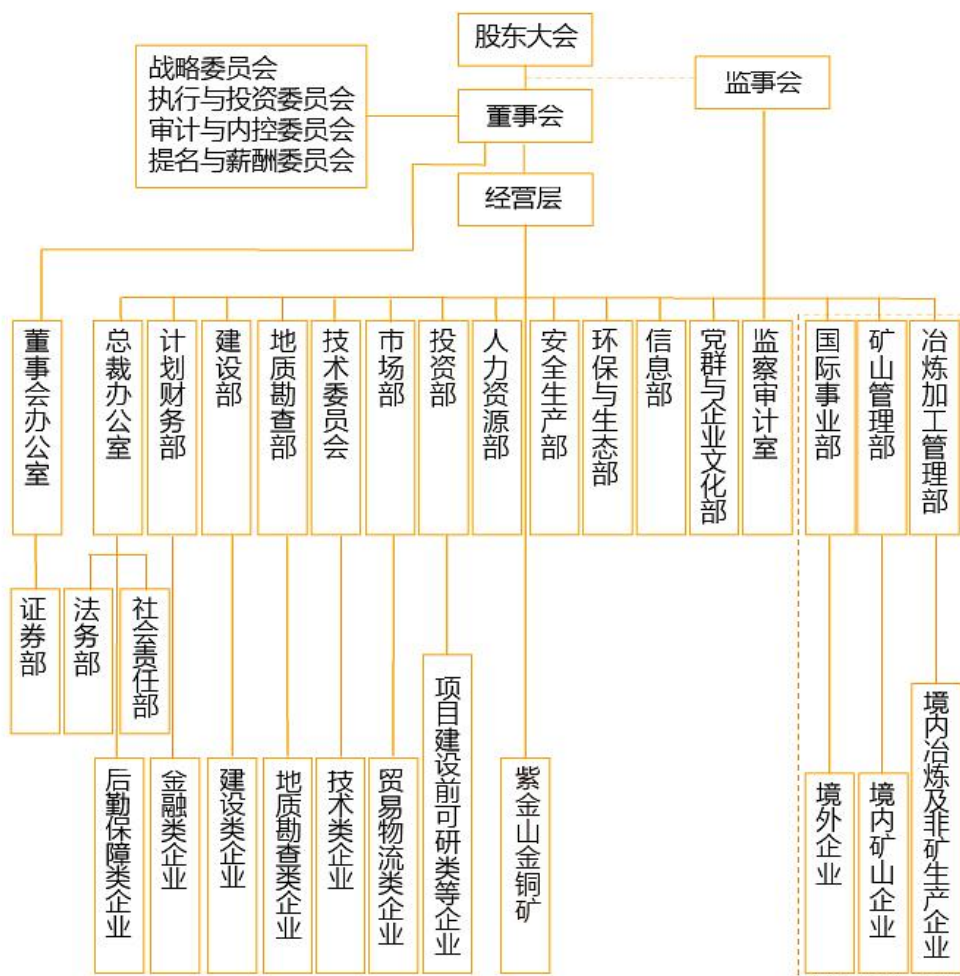 股东大会
战略委员会
执行与投资委员会
审计与内控委员会
提名与薪酬委员会
监事会
董事会
经营层
董事会办公室
总裁办公室
计划财务部
建设部
地质勘查部
技术委员会
市场部
投资部
人力资源部
安全生产部
环保与生态部
信息部
党群与企业文化部
监察审计室
国际事业部
矿山管理部
冶炼加工管理部
证券部
法务部
社会责任部
后勤保障类企业
金融类企业
建设类企业
地质勘查类企业
技术类企业
贸易物流类企业
项目建设前可研类等企业
紫金山金铜矿
境外企业
境内矿山企业
境内冶炼及非矿生产企业